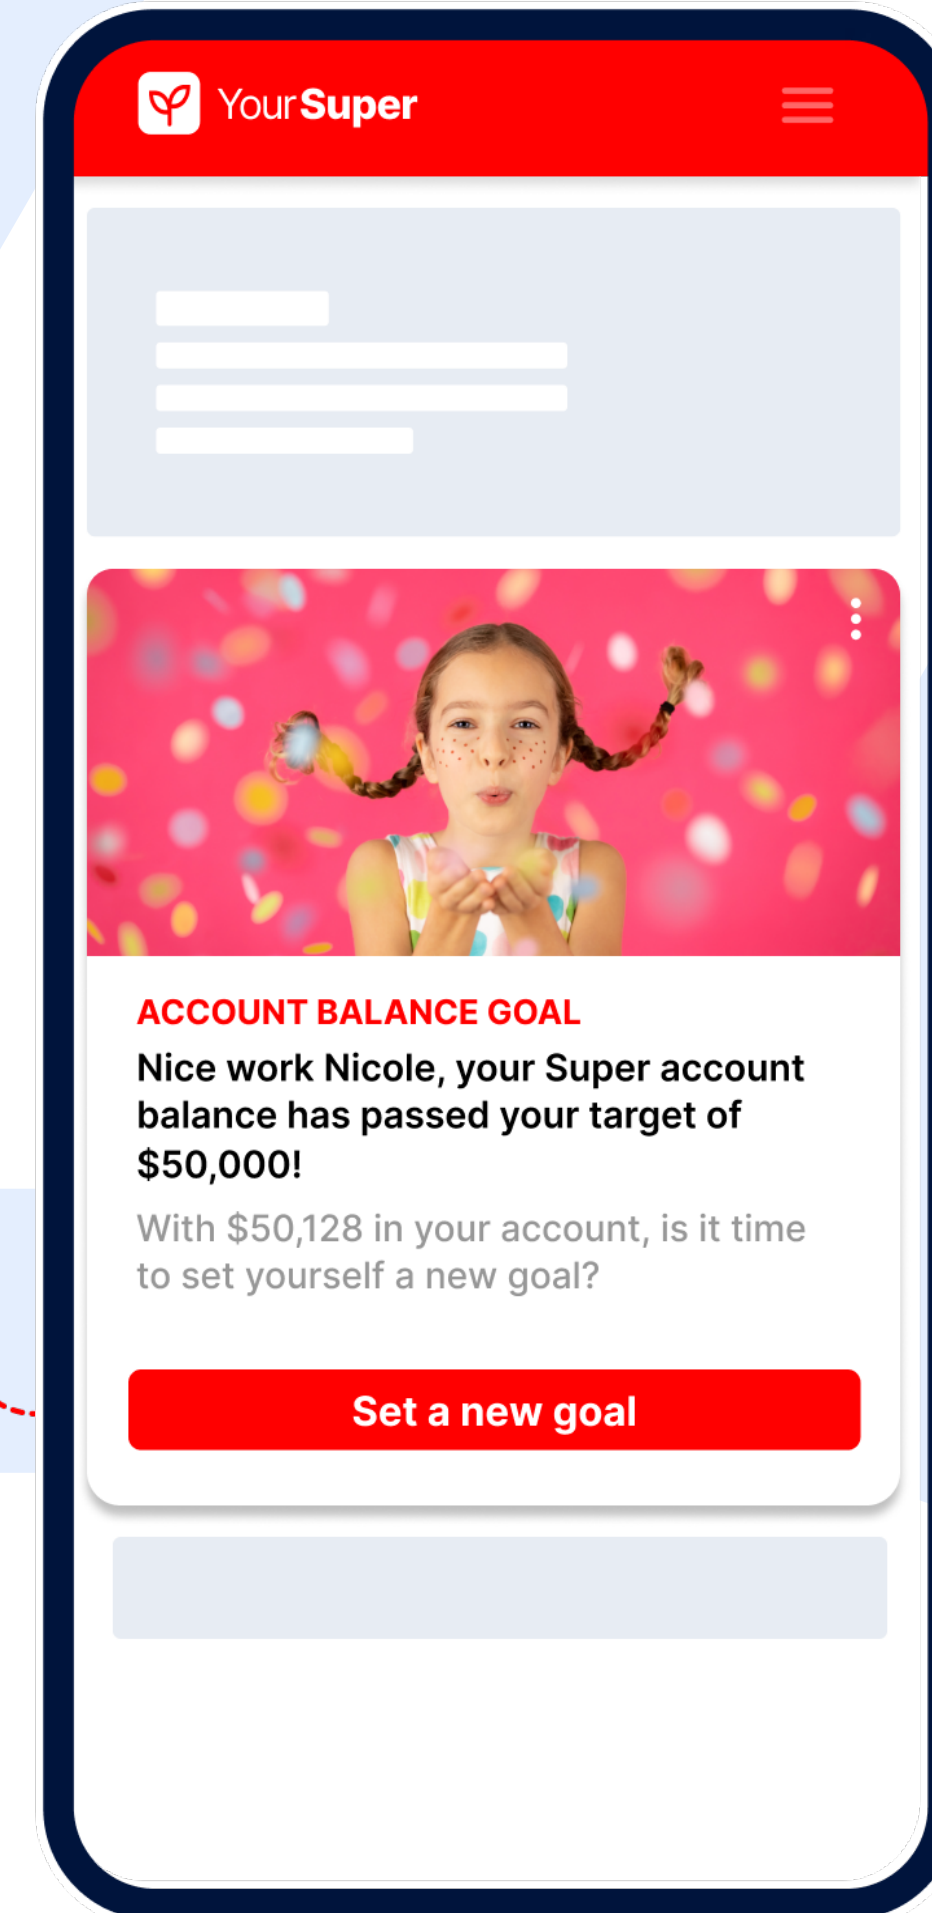 YourSuper
ACCOUNT BALANCE GOAL
Nice work Nicole, your Super account
balance has passed your target of
$50,000!
With $50,128 in your account, is it time
to set yourself a new goal?
Set a new goal